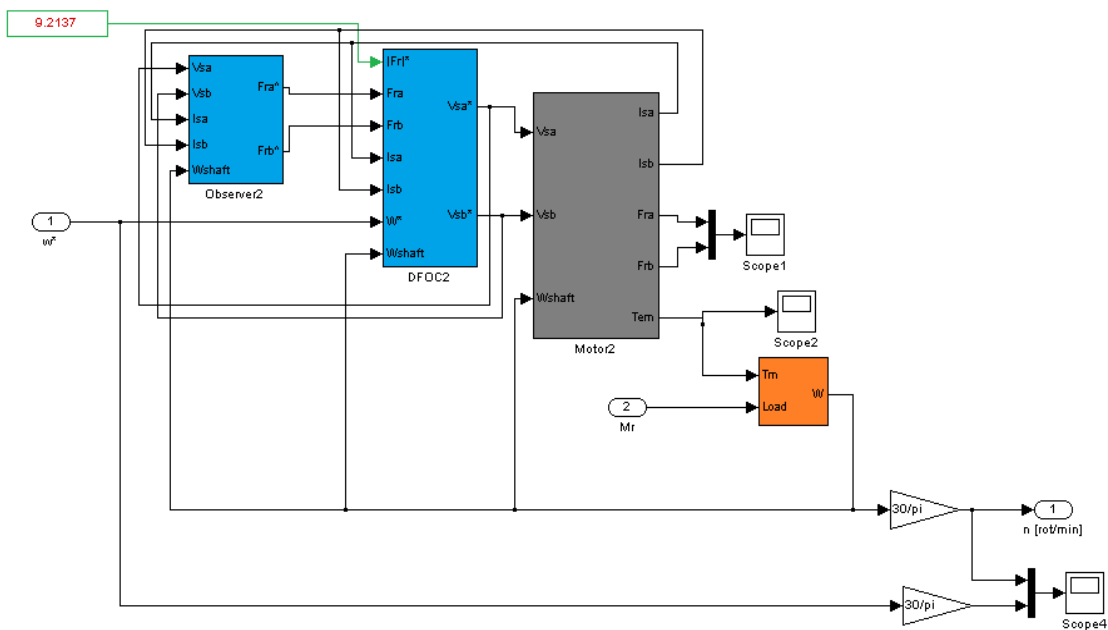 9.2137
Vsa
Vsb
Isa
Isb
Wshaft
Fra^
Frb^
Observer2
|Fr|*
Fra
Frb
Isa
Isb
W*
Wshaft
Vsa*
Vsb*
DFOC2
Vsa
Vsb
Wshaft
Isa
Isb
Fra
Frb
Tem
Motor2
Scope1
Scope2
1
w*
Tm
Load
W
2
Mr
30/pi
1
n [rot/min]
30/pi
Scope4